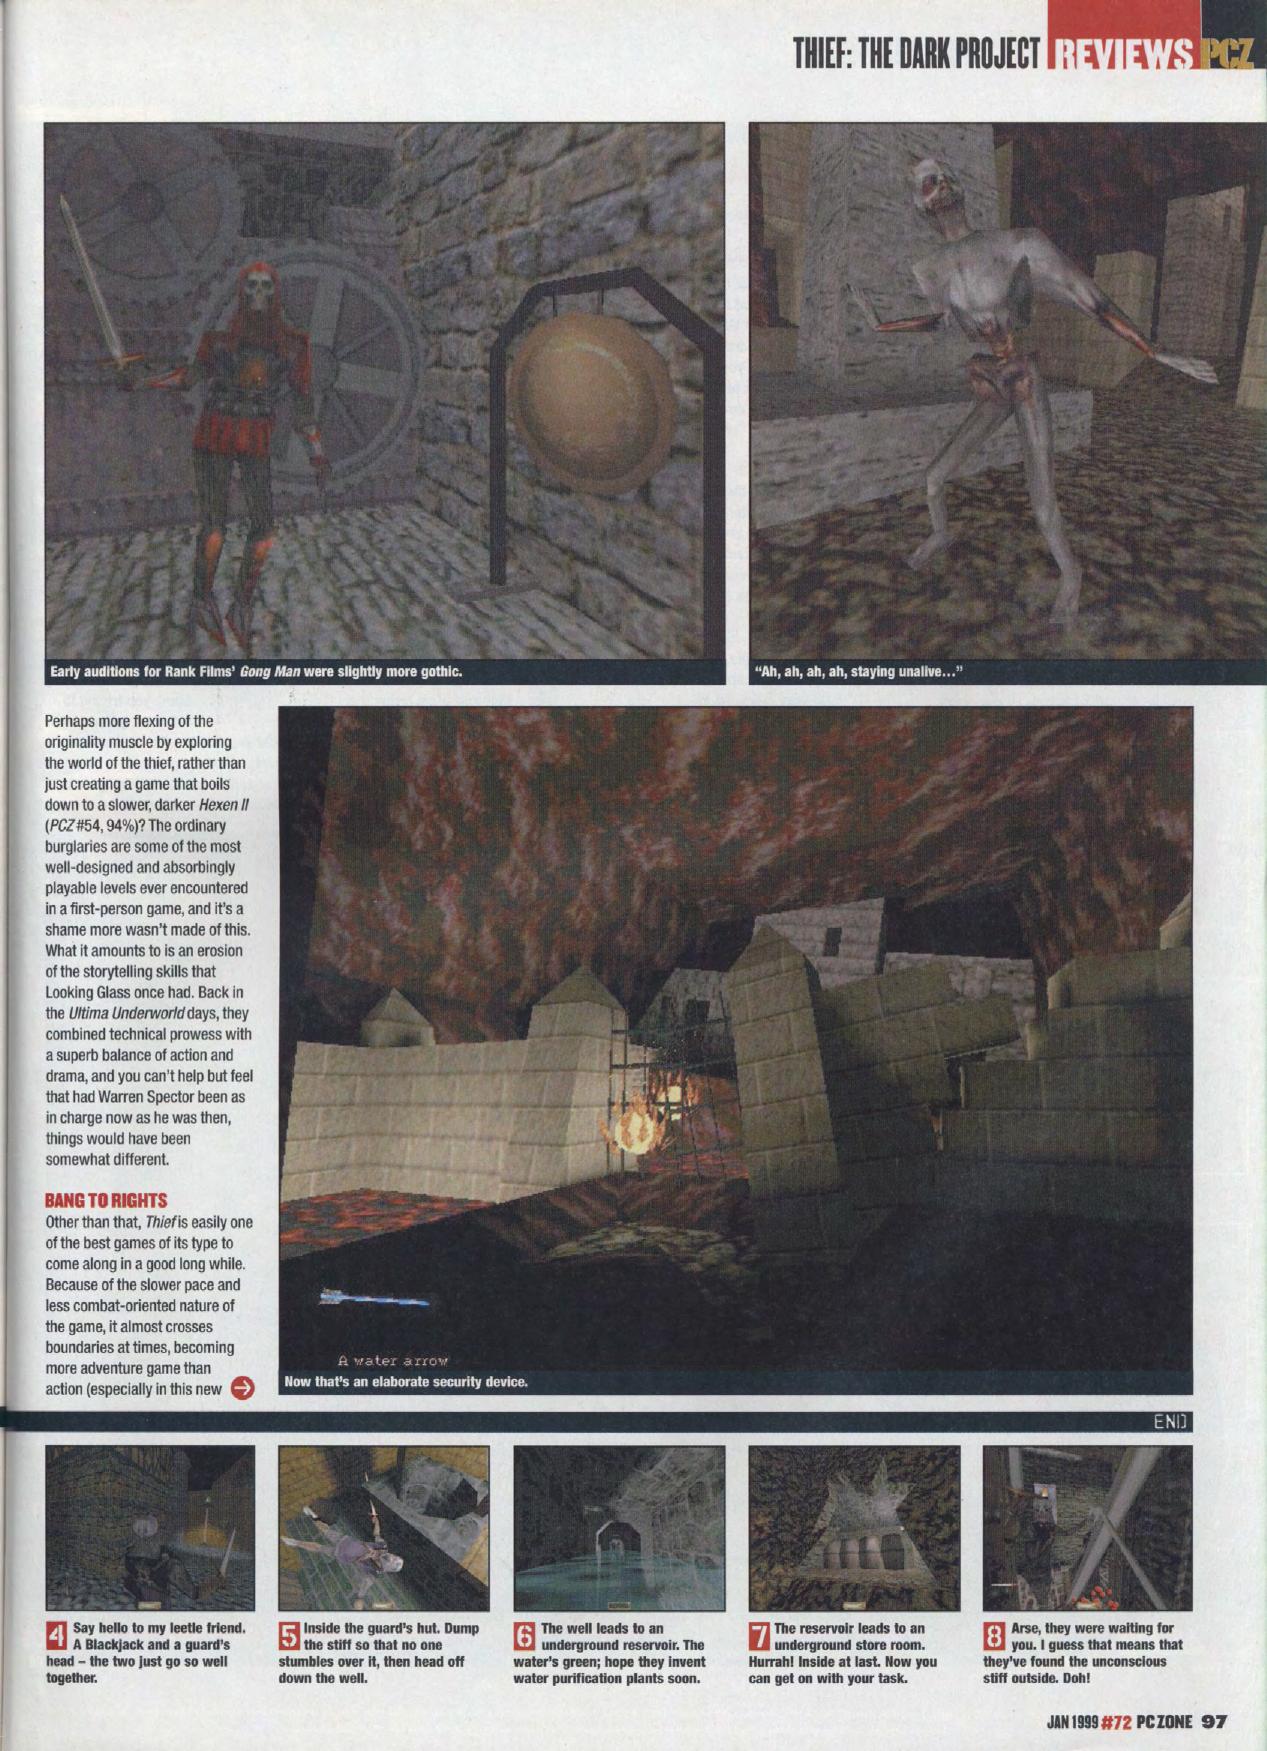 THIEF: THE DARK PROJECT REVIEWS PCZ
Early auditions for Rank Films' Gong Man were slightly more gothic.
"Ah, ah, ah, ah, staying unalive..."
Perhaps more flexing of the
originality muscle by exploring
the world of the thief, rather than
just creating a game that boils
down to a slower, darker Hexen II
(PCZ #54, 94%)? The ordinary
burglaries are some of the most
well-designed and absorbingly
playable levels ever encountered
in a first-person game, and it's a
shame more wasn't made of this.
What it amounts to is an erosion
of the storytelling skills that
Looking Glass once had. Back in
the Ultima Underworld days, they
combined technical prowess with
a superb balance of action and
drama, and you can't help but feel
that had Warren Spector been as
in charge now as he was then,
things would have been
somewhat different.
BANG TO RIGHTS
Other than that, Thief is easily one
of the best games of its type to
come along in a good long while.
Because of the slower pace and
less combat-oriented nature of
the game, it almost crosses
boundaries at times, becoming
more adventure game than
action (especially in this new
A water arrow
Now that's an elaborate security device.
END
4 Say hello to my leetle friend.
A Blackjack and a guard's
head – the two just go so well
together.
5 Inside the guard's hut. Dump
the stiff so that no one
stumbles over it, then head off
down the well.
6 The well leads to an
underground reservoir. The
water's green; hope they invent
water purification plants soon.
7 The reservoir leads to an
underground store room.
Hurrah! Inside at last. Now you
can get on with your task.
8 Arse, they were waiting for
you. I guess that means that
they've found the unconscious
stiff outside. Doh!
JAN 1999 #72 PC ZONE 97